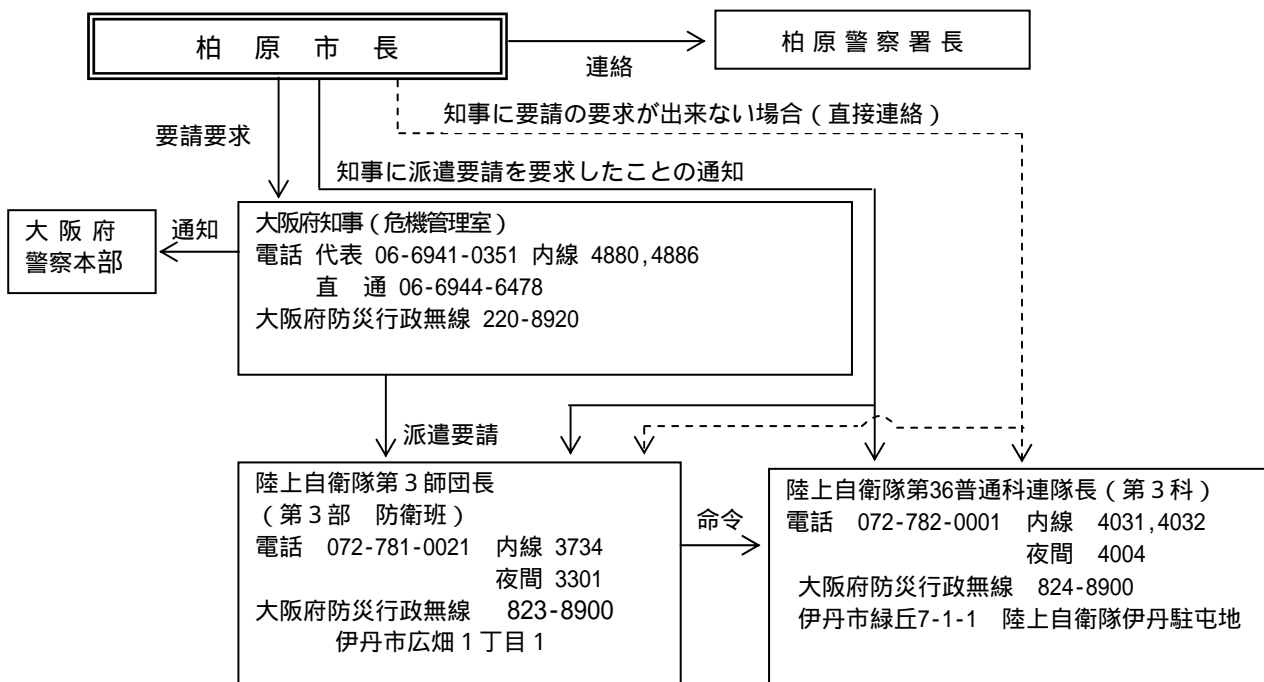 柏原市長
柏原警察署長
連絡
知事に要請の要求が出来ない場合（直接連絡）
要請要求
知事に派遣要請を要求したことの通知
大阪府
警察本部
通知
大阪府知事（危機管理室）
電話 代表 06-6941-0351 内線 4880,4886
直 通 06-6944-6478
大阪府防災行政無線 220-8920
派遣要請
陸上自衛隊第３師団長
（第３部 防衛班）
電話 072-781-0021 内線 3734
夜間 3301
大阪府防災行政無線 823-8900
伊丹市広畑１丁目１
命令
陸上自衛隊第36普通科連隊長（第３科）
電話 072-782-0001 内線 4031,4032
夜間 4004
大阪府防災行政無線 824-8900
伊丹市緑丘7-1-1 陸上自衛隊伊丹駐屯地